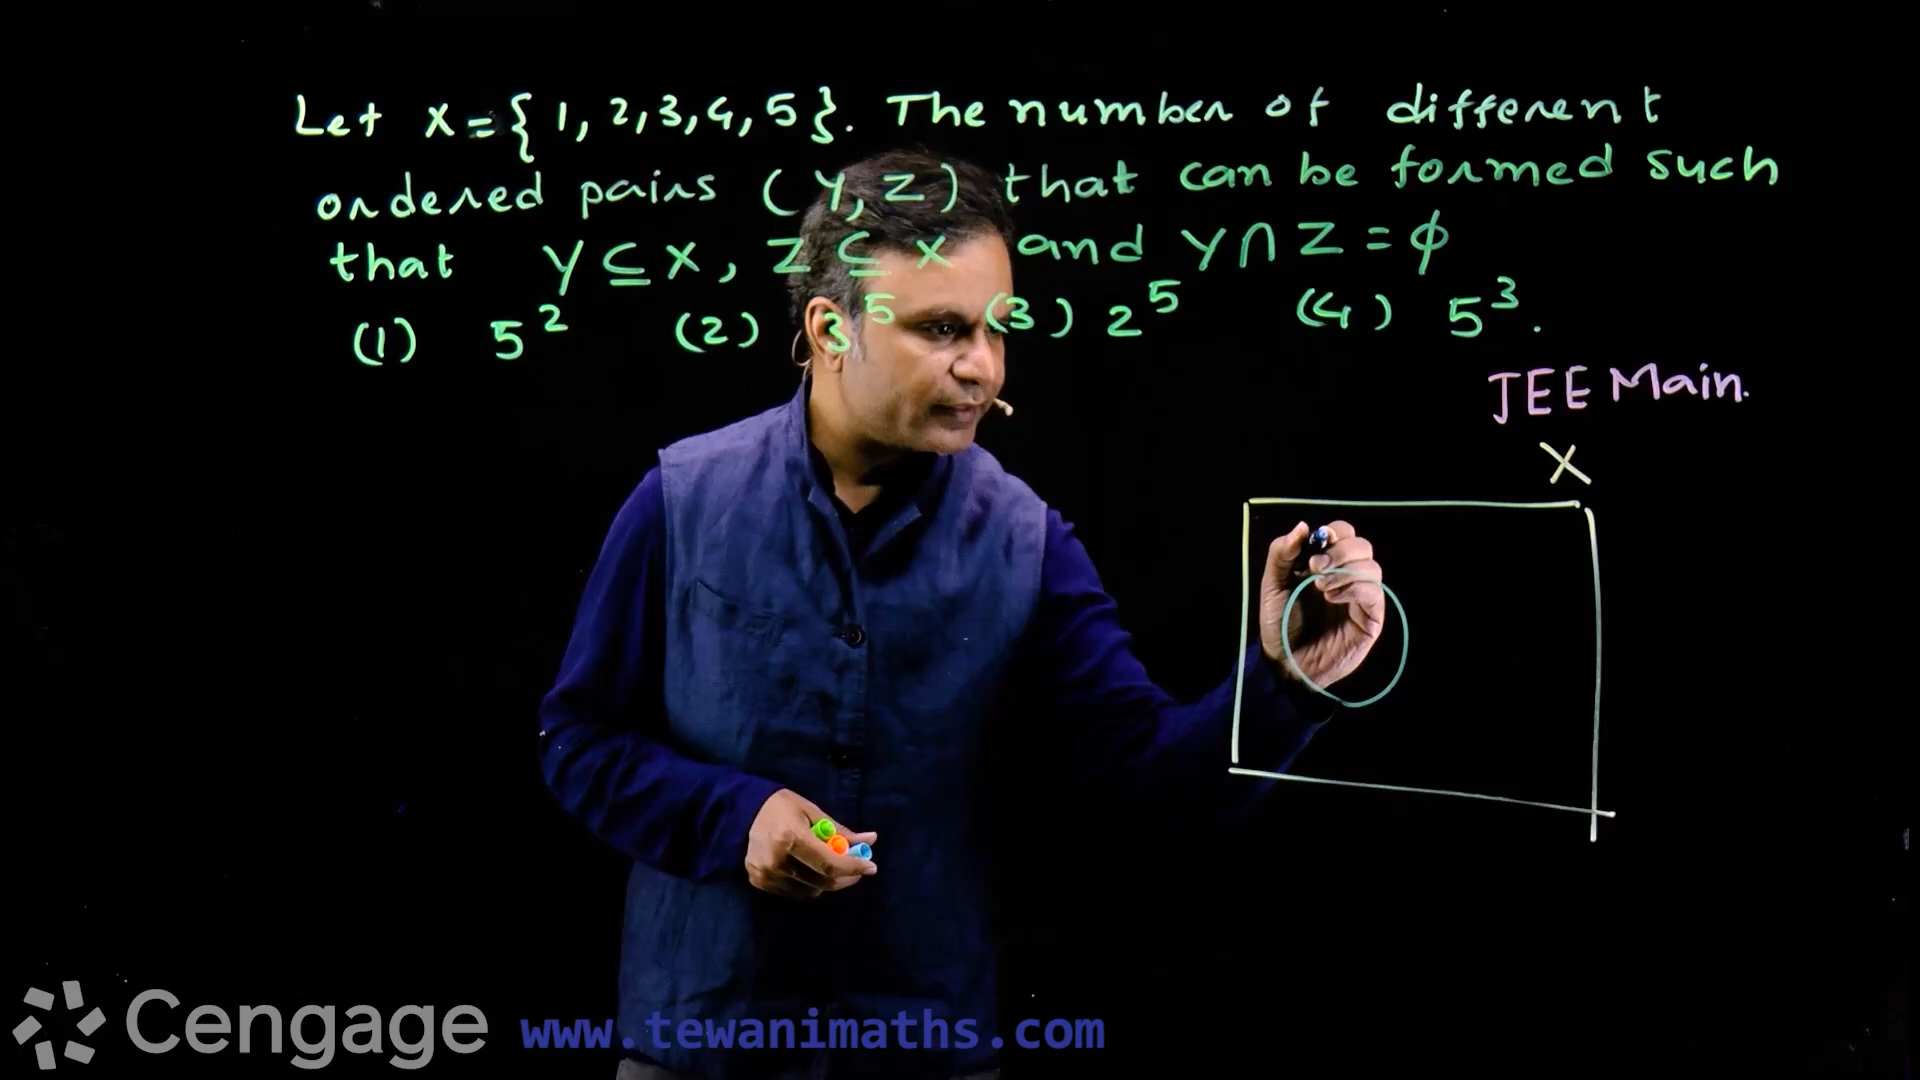 Let X = { 1, 2, 3, 4, 5 }. The number of different
ordered pairs ( Y, Z ) that can be formed such
that Y ⊆ X, Z ⊆ X and Y ∩ Z = ϕ
(1) 5² (2) 3⁵ (3) 2⁵ (4) 5³.
JEE Main.
X
Cengage
www.tewanimaths.com